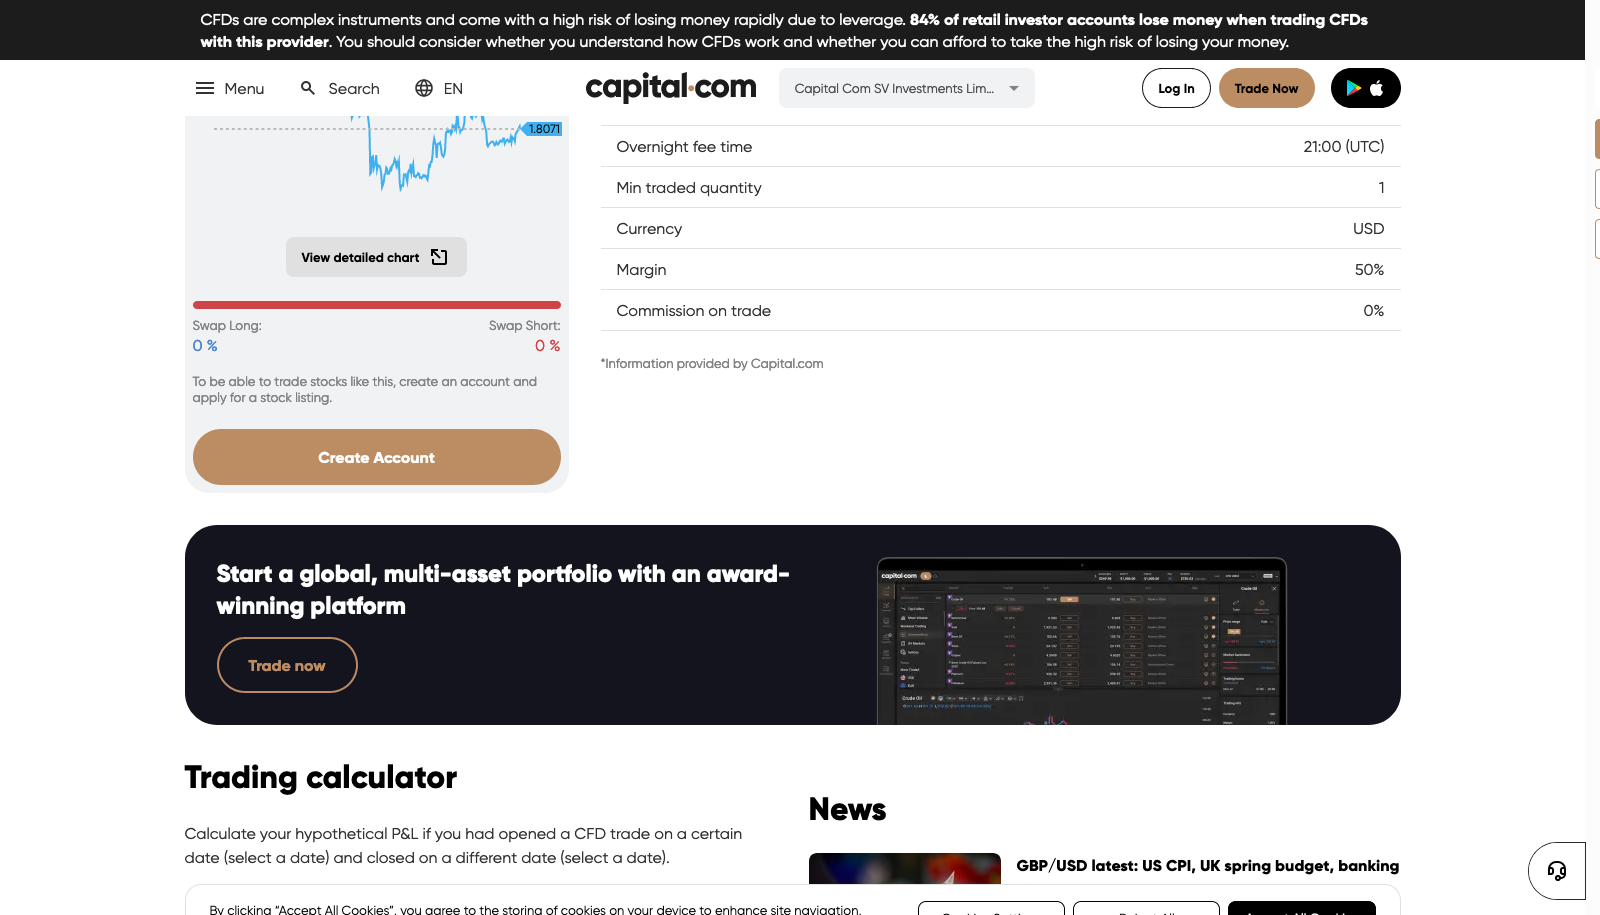 CFDs are complex instruments and come with a high risk of losing money rapidly due to leverage. 84% of retail investor accounts lose money when trading CFDs
with this provider. You should consider whether you understand how CFDs work and whether you can afford to take the high risk of losing your money.
Menu
Search
EN
capital.com
Capital Com SV Investments Lim...
Log In
Trade Now
1.8071
View detailed chart
Swap Long:
Swap Short:
0 %
0 %
To be able to trade stocks like this, create an account and
apply for a stock listing.
Create Account
Overnight fee time
21:00 (UTC)
Min traded quantity
1
Currency
USD
Margin
50%
Commission on trade
0%
*Information provided by Capital.com
Start a global, multi-asset portfolio with an award-
winning platform
Trade now
capital.com
Crude Oil
Trading calculator
Calculate your hypothetical P&L if you had opened a CFD trade on a certain
date (select a date) and closed on a different date (select a date).
News
GBP/USD latest: US CPI, UK spring budget, banking
By clicking “Accept All Cookies”, you agree to the storing of cookies on your device to enhance site navigation,